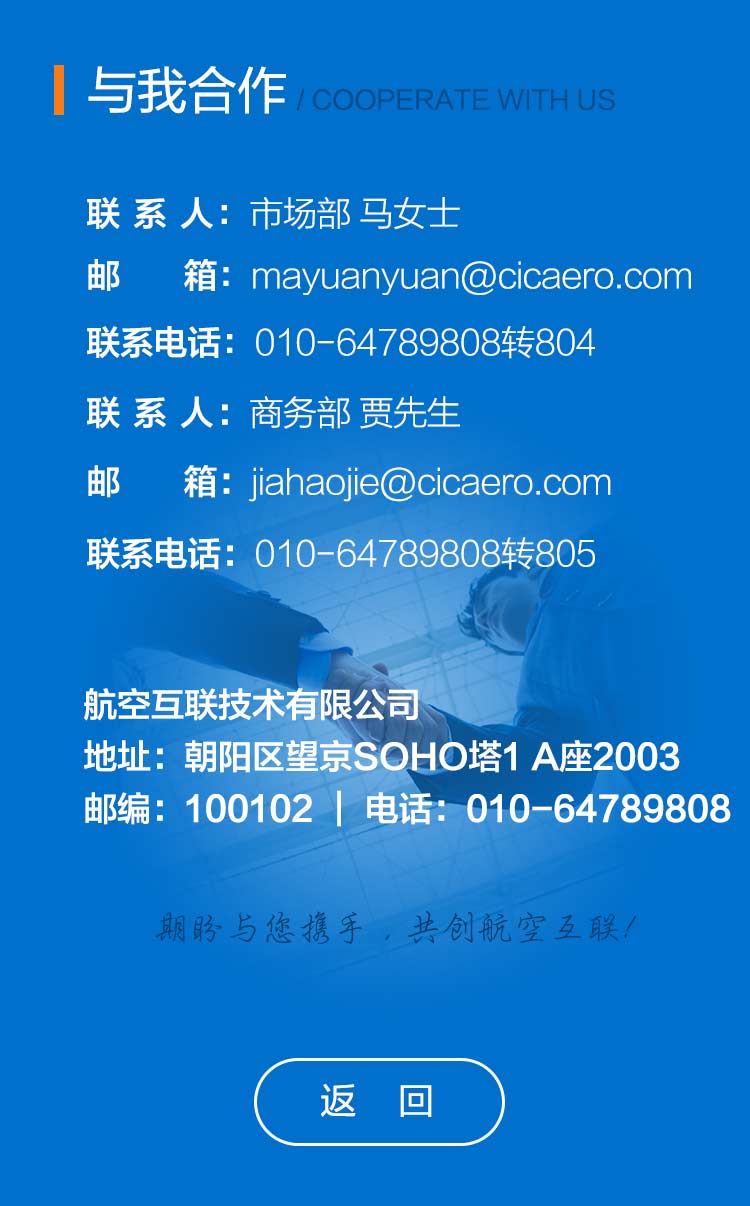 与我合作 / COOPERATE WITH US
联 系 人：市场部 马女士
邮 箱：mayuanyuan@cicaero.com
联系电话：010-64789808转804
联 系 人：商务部 贾先生
邮 箱：jiahaojie@cicaero.com
联系电话：010-64789808转805
航空互联技术有限公司
地址：朝阳区望京SOHO塔1 A座2003
邮编：100102 | 电话：010-64789808
期盼与您携手，共创航空互联！
返 回